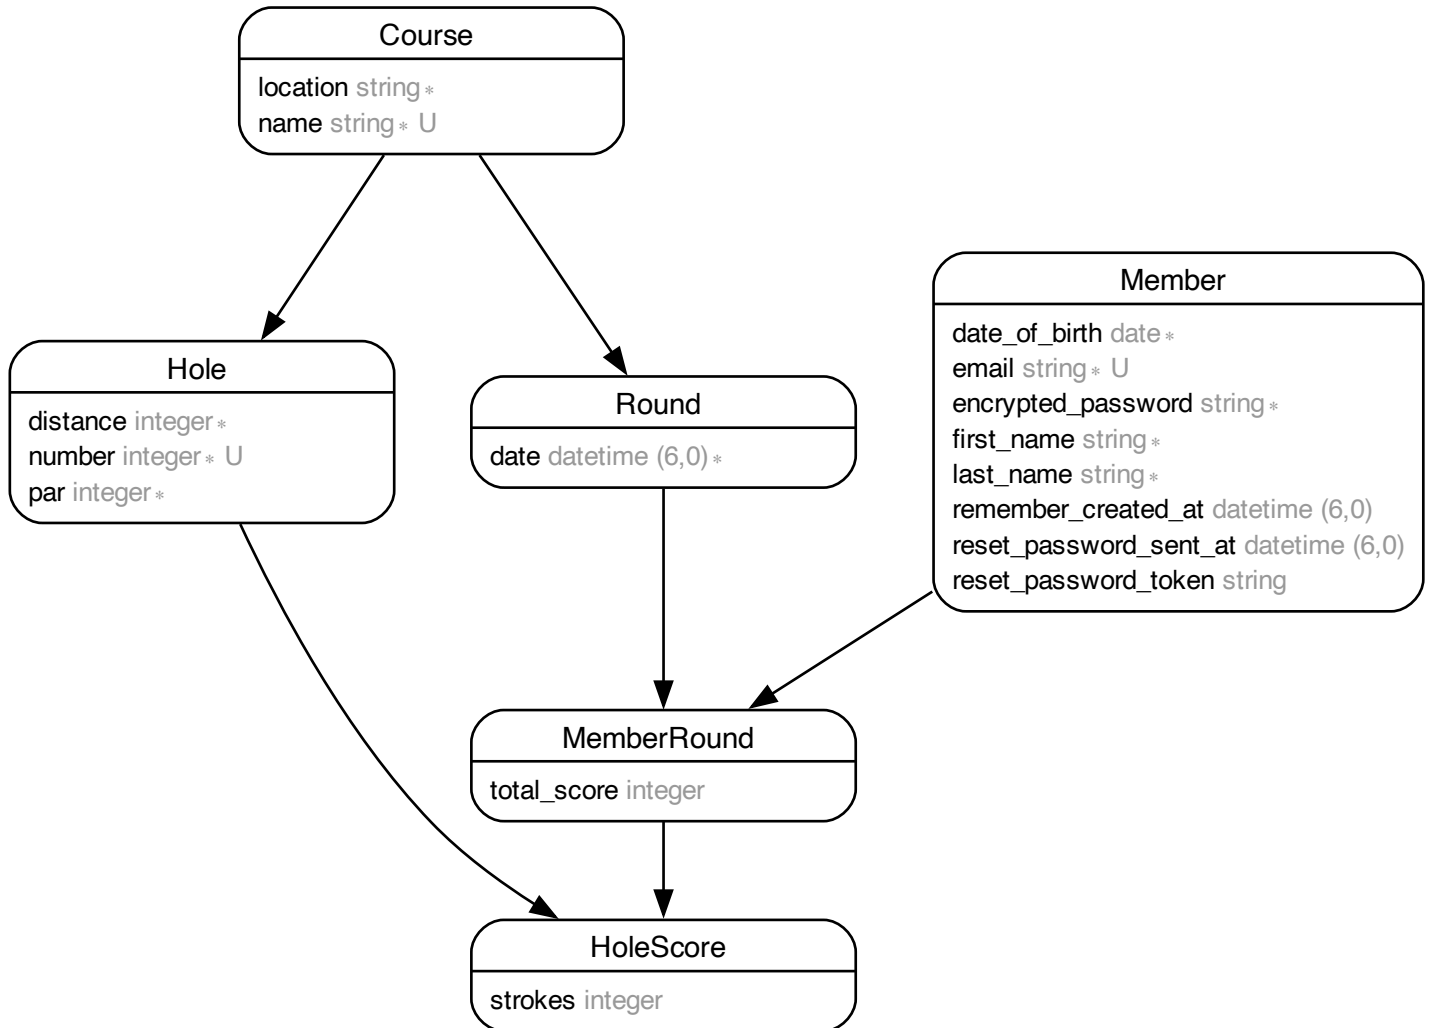 Course
location string *
name string * U
Hole
distance integer *
number integer * U
par integer *
Round
date datetime (6,0) *
Member
date_of_birth date *
email string * U
encrypted_password string *
first_name string *
last_name string *
remember_created_at datetime (6,0)
reset_password_sent_at datetime (6,0)
reset_password_token string
MemberRound
total_score integer
HoleScore
strokes integer